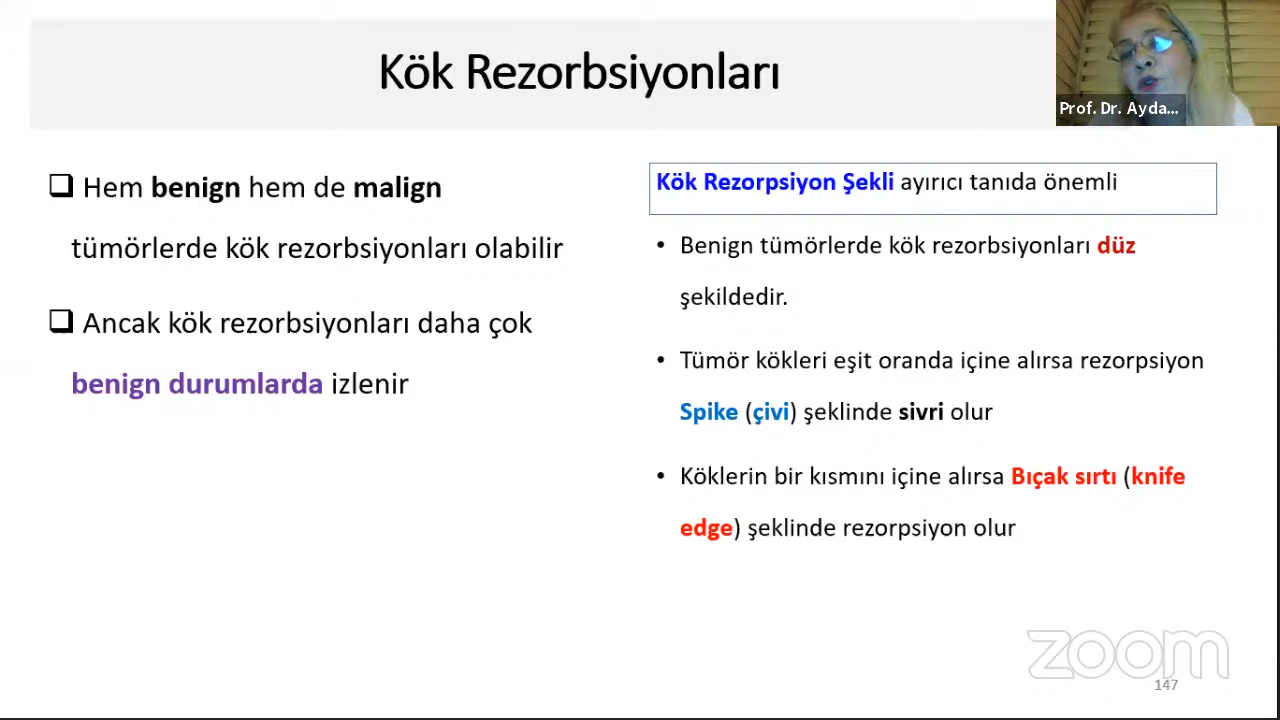 Kök Rezorbsiyonları
Prof. Dr. Ayda...
Hem benign hem de malign
tümörlerde kök rezorbsiyonları olabilir
Ancak kök rezorbsiyonları daha çok
benign durumlarda izlenir
Kök Rezorpsiyon Şekli ayırıcı tanıda önemli
• Benign tümörlerde kök rezorbsiyonları düz
şekildedir.
• Tümör kökleri eşit oranda içine alırsa rezorpsiyon
Spike (çivi) şeklinde sivri olur
• Köklerin bir kısmını içine alırsa Bıçak sırtı (knife
edge) şeklinde rezorpsiyon olur
zoom
147